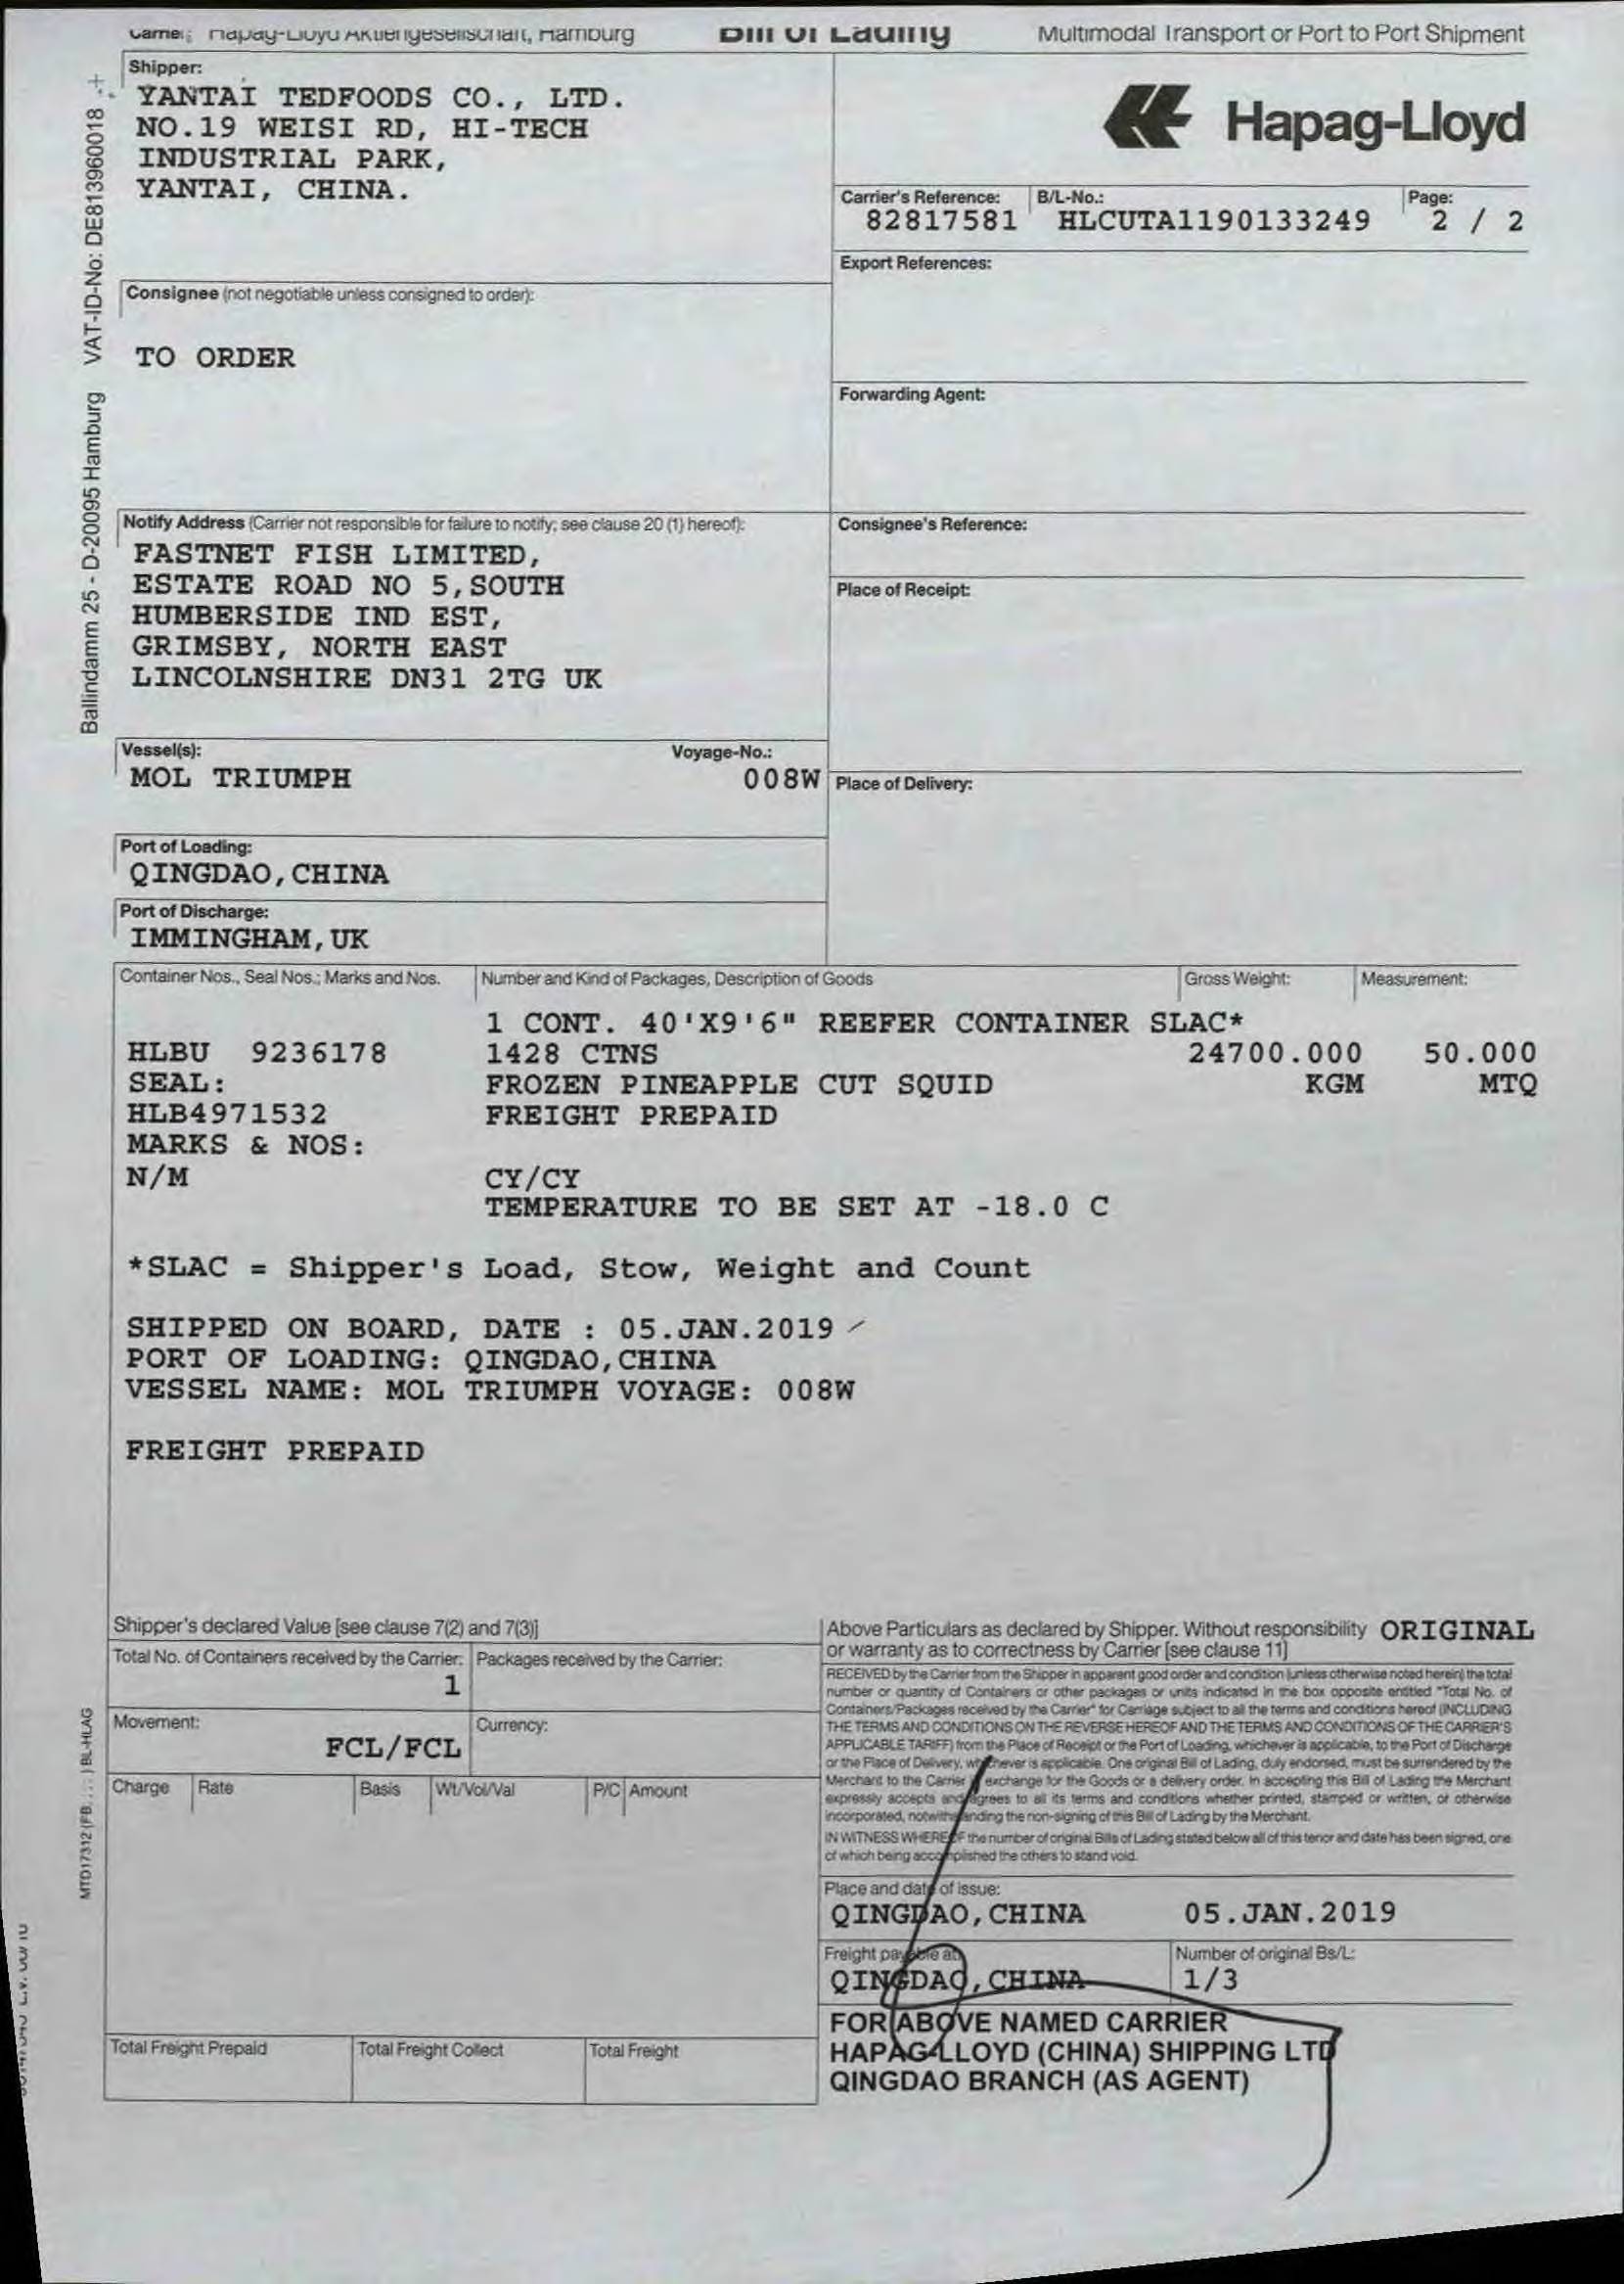 Carrier: Hapag-Lloyd Aktiengesellschaft, Hamburg
Bill of Lading
Multimodal Transport or Port to Port Shipment
Shipper:
YANTAI TEDFOODS CO., LTD.
NO.19 WEISI RD, HI-TECH
INDUSTRIAL PARK,
YANTAI, CHINA.
Hapag-Lloyd
Carrier's Reference: B/L-No.: Page:
82817581 HLCUTA1190133249 2 / 2
Export References:
Consignee (not negotiable unless consigned to order):
TO ORDER
Forwarding Agent:
Notify Address (Carrier not responsible for failure to notify; see clause 20 (1) hereof):
FASTNET FISH LIMITED,
ESTATE ROAD NO 5,SOUTH
HUMBERSIDE IND EST,
GRIMSBY, NORTH EAST
LINCOLNSHIRE DN31 2TG UK
Consignee's Reference:
Place of Receipt:
Vessel(s): Voyage-No.:
MOL TRIUMPH 008W
Place of Delivery:
Port of Loading:
QINGDAO,CHINA
Port of Discharge:
IMMINGHAM,UK
Container Nos., Seal Nos.; Marks and Nos. Number and Kind of Packages, Description of Goods Gross Weight: Measurement:
1 CONT. 40'X9'6" REEFER CONTAINER SLAC*
HLBU 9236178 1428 CTNS 24700.000 50.000
SEAL: FROZEN PINEAPPLE CUT SQUID KGM MTQ
HLB4971532 FREIGHT PREPAID
MARKS & NOS:
N/M CY/CY
TEMPERATURE TO BE SET AT -18.0 C
*SLAC = Shipper's Load, Stow, Weight and Count
SHIPPED ON BOARD, DATE : 05.JAN.2019
PORT OF LOADING: QINGDAO,CHINA
VESSEL NAME: MOL TRIUMPH VOYAGE: 008W
FREIGHT PREPAID
Shipper's declared Value [see clause 7(2) and 7(3)]
Total No. of Containers received by the Carrier: Packages received by the Carrier:
1
Movement: Currency:
FCL/FCL
Charge Rate Basis Wt/Vol/Val P/C Amount
Total Freight Prepaid Total Freight Collect Total Freight
Above Particulars as declared by Shipper. Without responsibility ORIGINAL
or warranty as to correctness by Carrier [see clause 11]
RECEIVED by the Carrier from the Shipper in apparent good order and condition (unless otherwise noted herein) the total
number or quantity of Containers or other packages or units indicated in the box opposite entitled "Total No. of
Containers/Packages received by the Carrier" for Carriage subject to all the terms and conditions hereof (INCLUDING
THE TERMS AND CONDITIONS ON THE REVERSE HEREOF AND THE TERMS AND CONDITIONS OF THE CARRIER'S
APPLICABLE TARIFF) from the Place of Receipt or the Port of Loading, whichever is applicable, to the Port of Discharge
or the Place of Delivery, whichever is applicable. One original Bill of Lading, duly endorsed, must be surrendered by the
Merchant to the Carrier in exchange for the Goods or a delivery order. In accepting this Bill of Lading the Merchant
expressly accepts and agrees to all its terms and conditions whether printed, stamped or written, or otherwise
incorporated, notwithstanding the non-signing of this Bill of Lading by the Merchant.
IN WITNESS WHEREOF the number of original Bills of Lading stated below all of this tenor and date has been signed, one
of which being accomplished the others to stand void.
Place and date of issue:
QINGDAO,CHINA 05.JAN.2019
Freight payable at: Number of original Bs/L:
QINGDAO,CHINA 1/3
FOR ABOVE NAMED CARRIER
HAPAG-LLOYD (CHINA) SHIPPING LTD
QINGDAO BRANCH (AS AGENT)
Ballindamm 25 - D-20095 Hamburg VAT-ID-No: DE813960018
MTD17312 (FB. . . . ) BL-HLAG